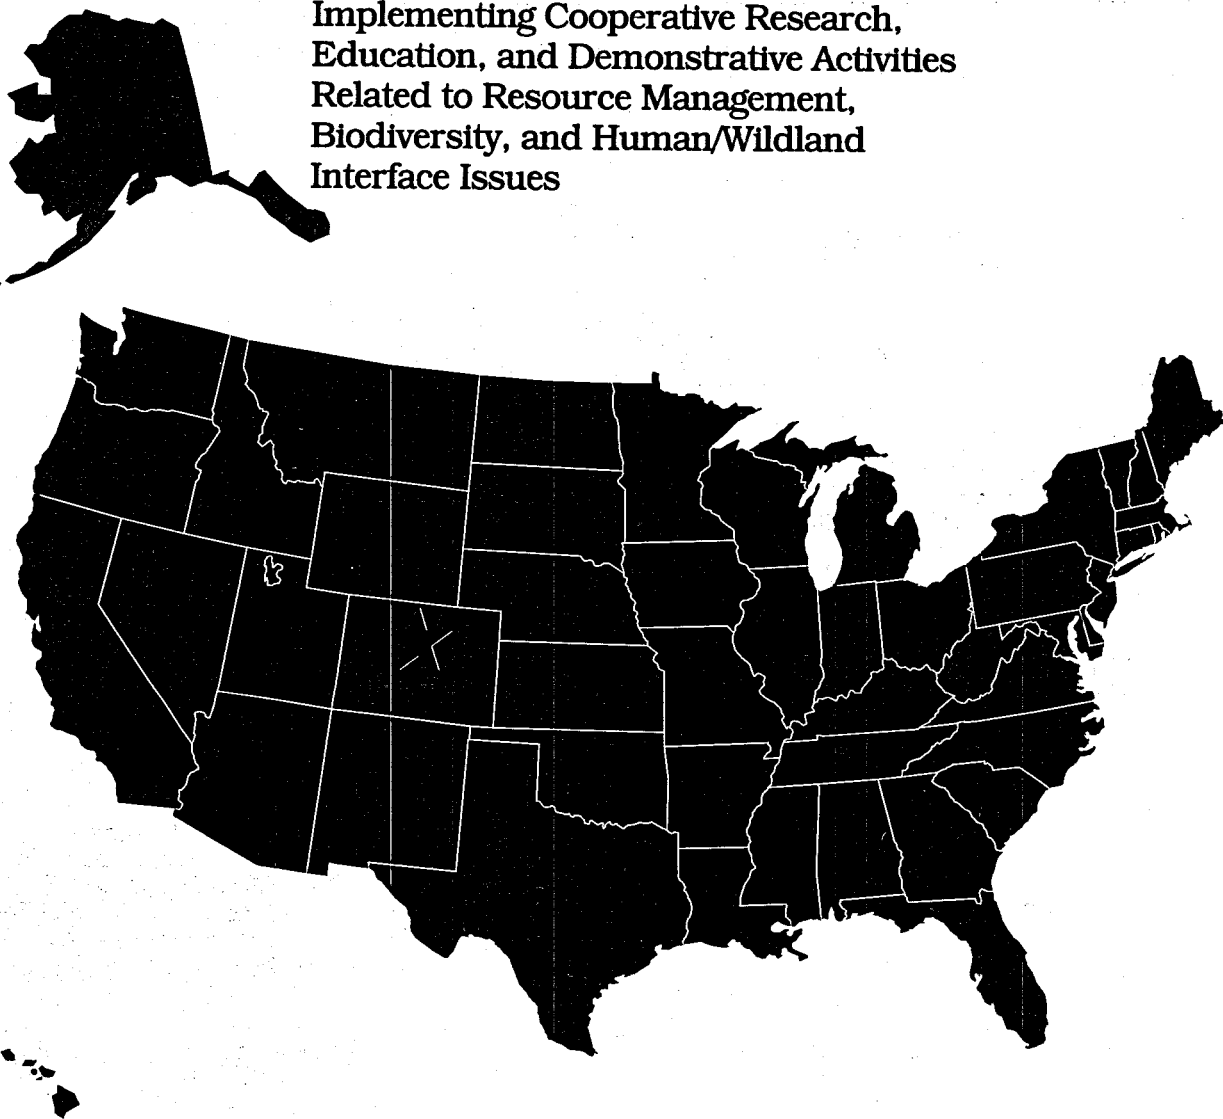 Implementing Cooperative Research,
Education, and Demonstrative Activities
Related to Resource Management,
Biodiversity, and Human/Wildland
Interface Issues